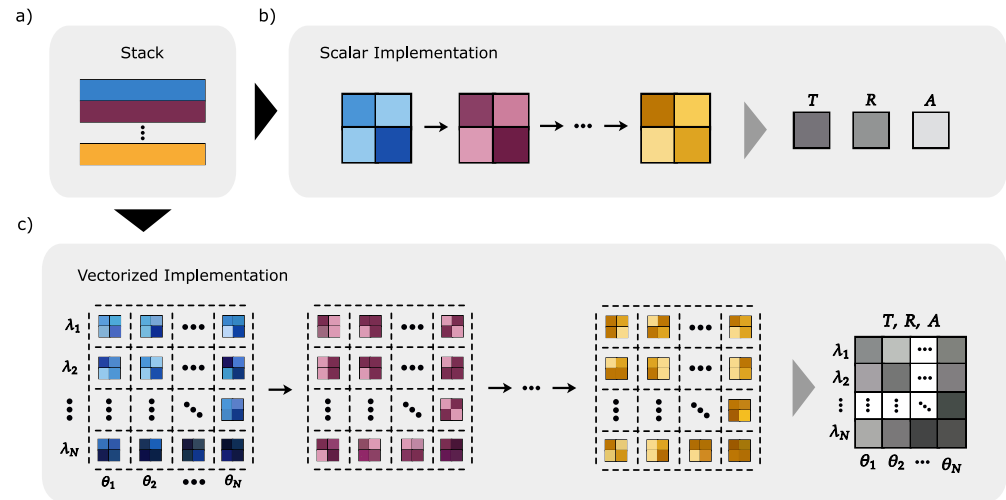 a)
Stack
b)
Scalar Implementation
T R A
c)
Vectorized Implementation
λ1
λ2
λN
θ1 θ2 θN
T, R, A
λ1
λ2
λN
θ1 θ2 ... θN